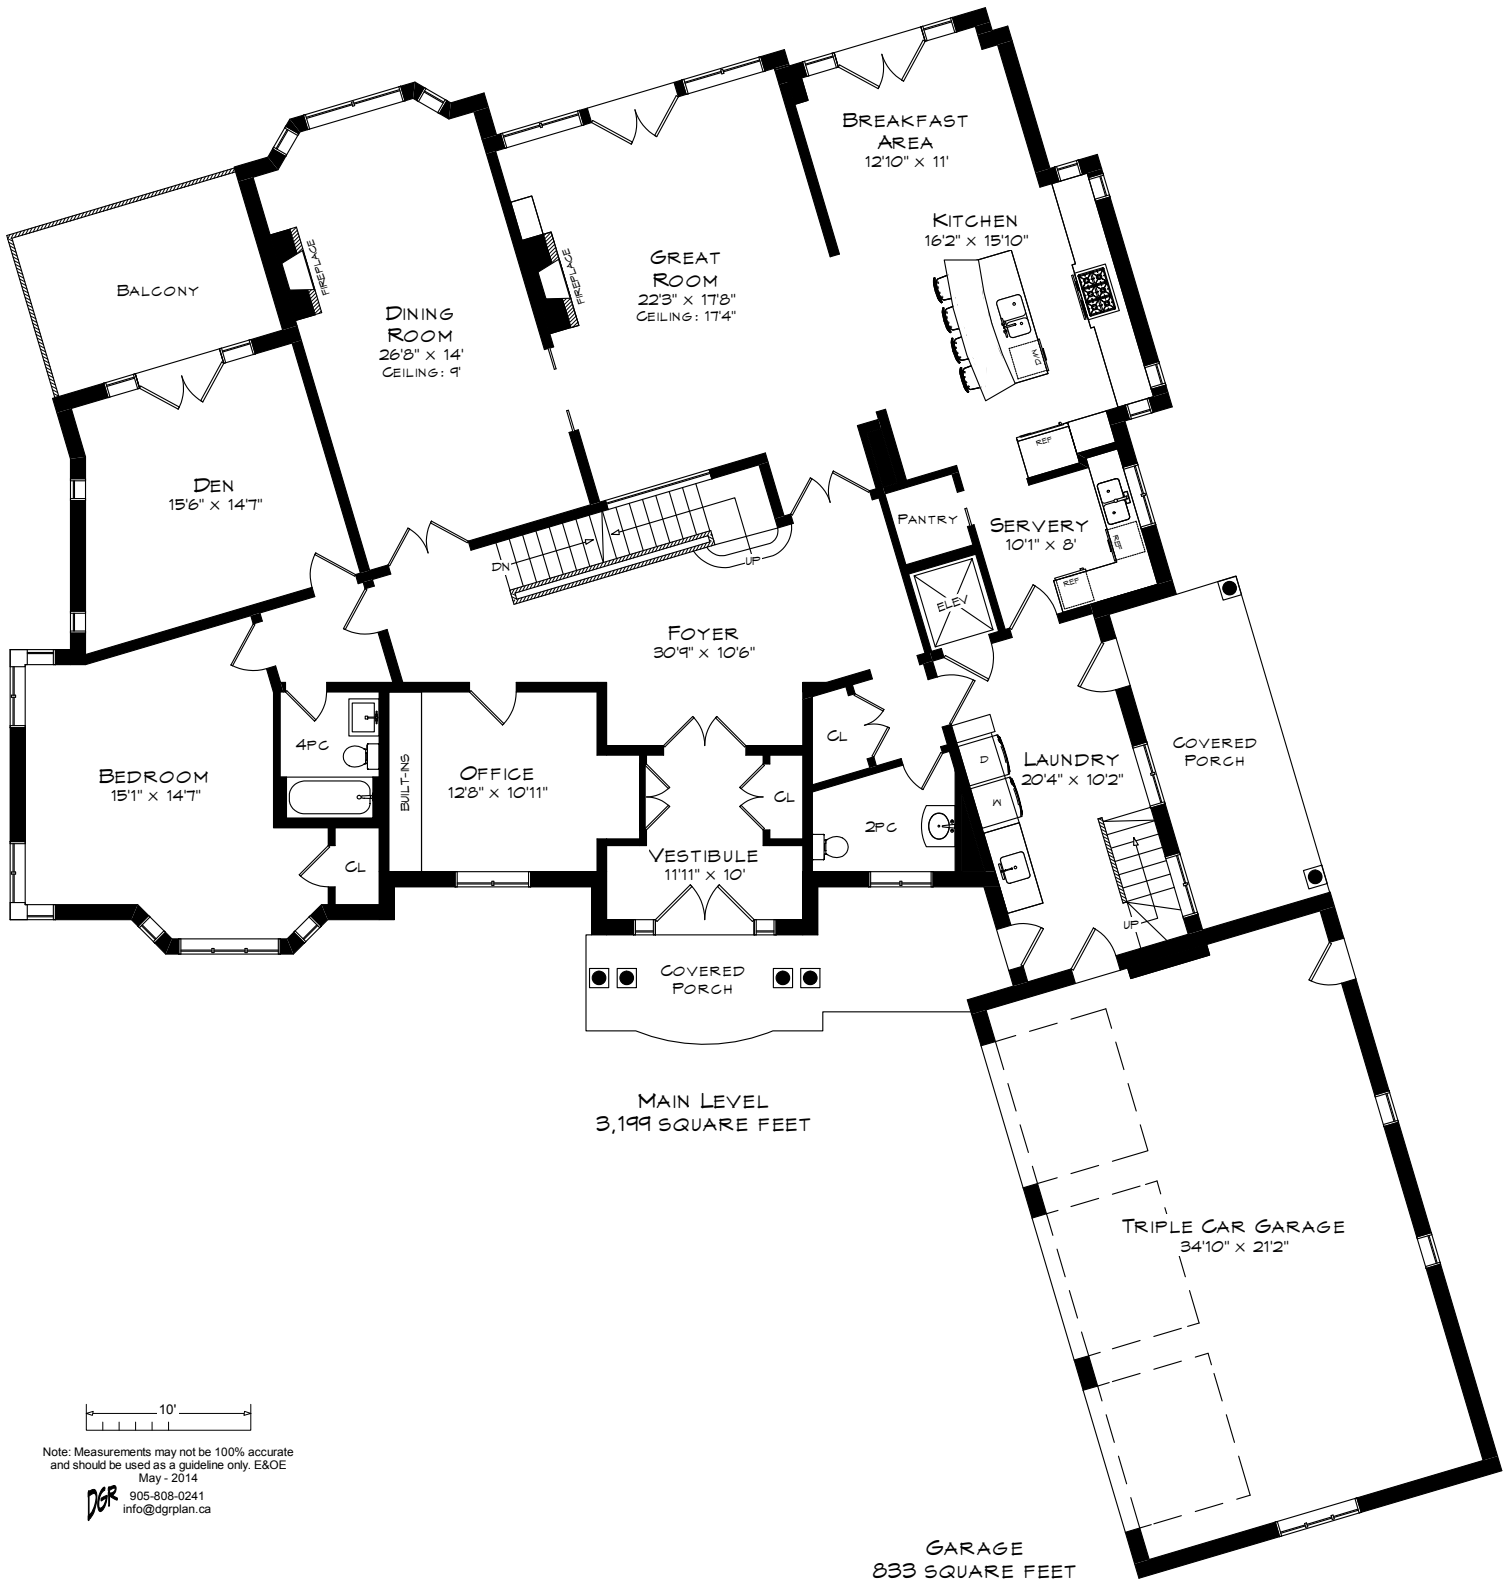 BREAKFAST
AREA
12'10" x 11'
KITCHEN
16'2" x 15'10"
GREAT
ROOM
22'3" x 17'8"
CEILING: 17'4"
FIREPLACE
FIREPLACE
BALCONY
DINING
ROOM
26'8" x 14'
CEILING: 9'
D/W
REF
DEN
15'6" x 14'7"
PANTRY
SERVERY
10'1" x 8'
REF
REF
DN
UP
ELEV
FOYER
30'9" x 10'6"
4PC
CL
COVERED
PORCH
BEDROOM
15'1" x 14'7"
BUILT-INS
OFFICE
12'8" x 10'11"
CL
D
W
LAUNDRY
20'4" x 10'2"
2PC
VESTIBULE
11'11" x 10'
CL
UP
COVERED
PORCH
MAIN LEVEL
3,199 SQUARE FEET
TRIPLE CAR GARAGE
34'10" x 21'2"
10'
Note: Measurements may not be 100% accurate
and should be used as a guideline only. E&OE
May - 2014
DGR
905-808-0241
info@dgrplan.ca
GARAGE
833 SQUARE FEET